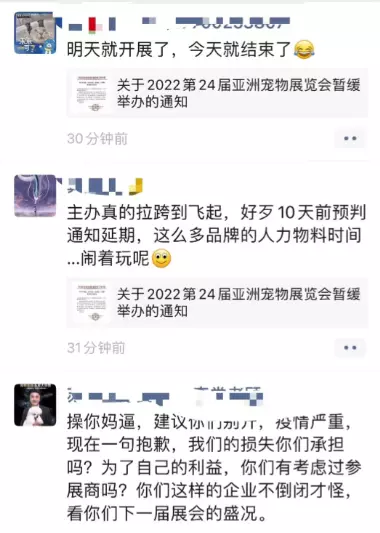 明天就开展了，今天就结束了😂
关于2022第24届亚洲宠物展览会暂缓
举办的通知
30分钟前
主办真的拉跨到飞起，好歹10天前预判
通知延期，这么多品牌的人力物料时间
...闹着玩呢🙂
关于2022第24届亚洲宠物展览会暂缓
举办的通知
31分钟前
操你妈逼，建议你们别开，疫情严重，
现在一句抱歉，我们的损失你们承担
吗？为了自己的利益，你们有考虑过参
展商吗？你们这样的企业不倒闭才怪，
看你们下一届展会的盛况。